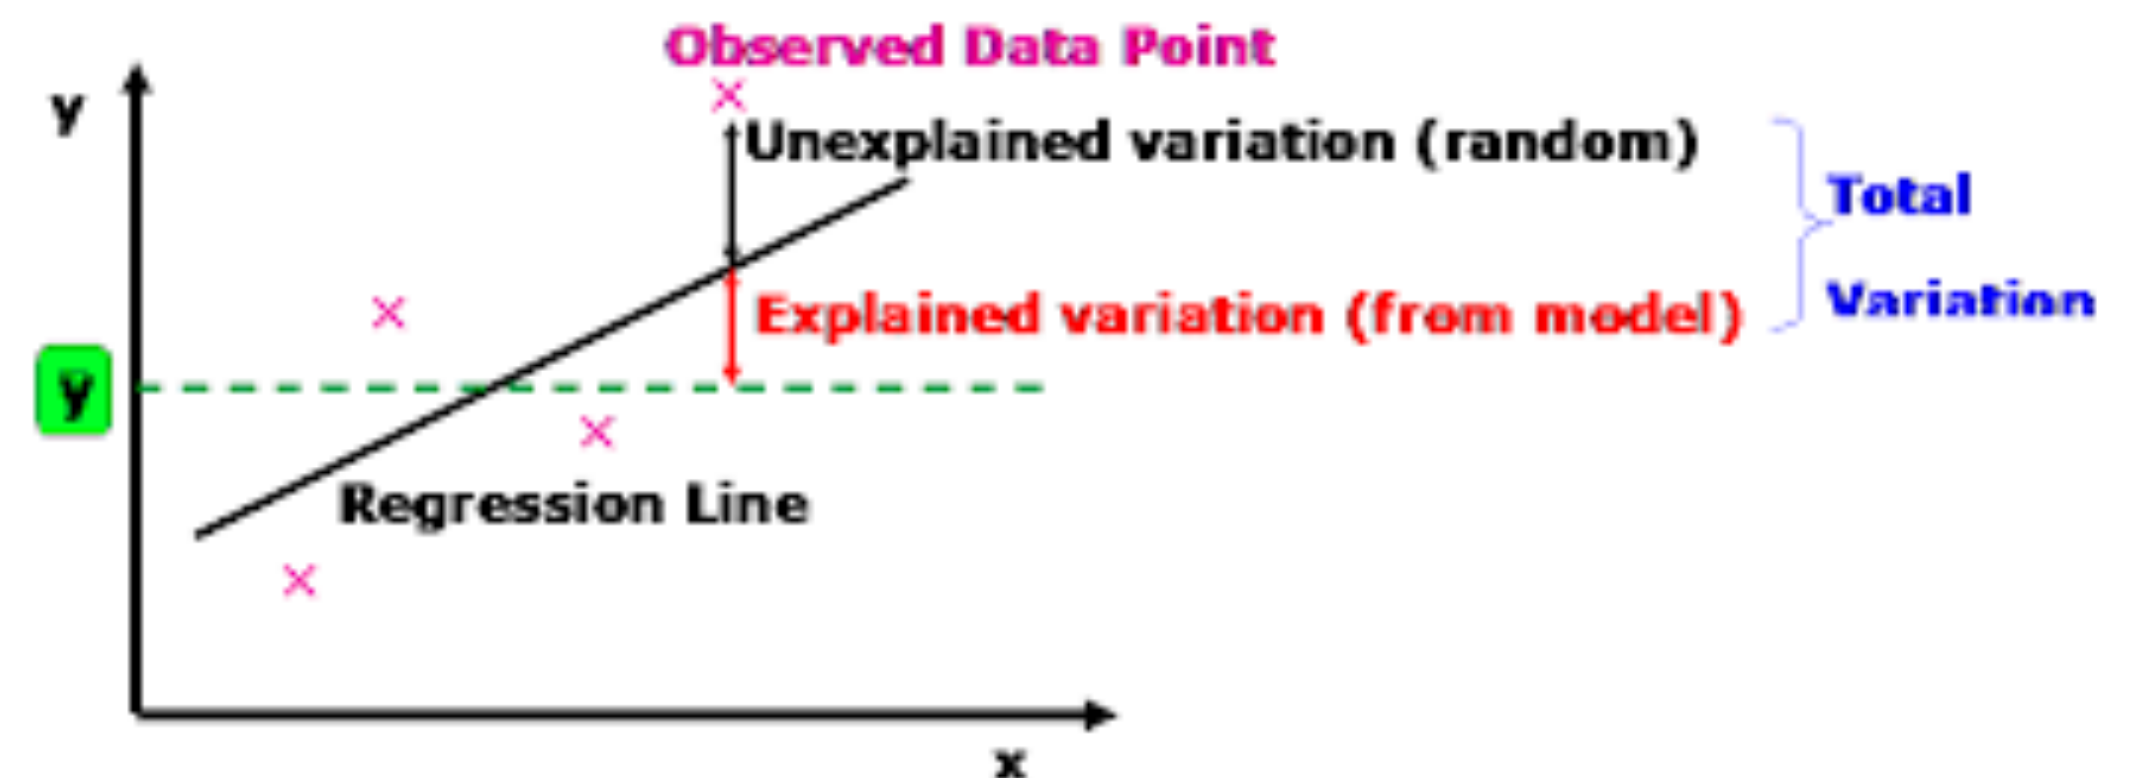 Observed Data Point
y
Unexplained variation (random)
Total
Explained variation (from model)
Variation
y
Regression Line
x